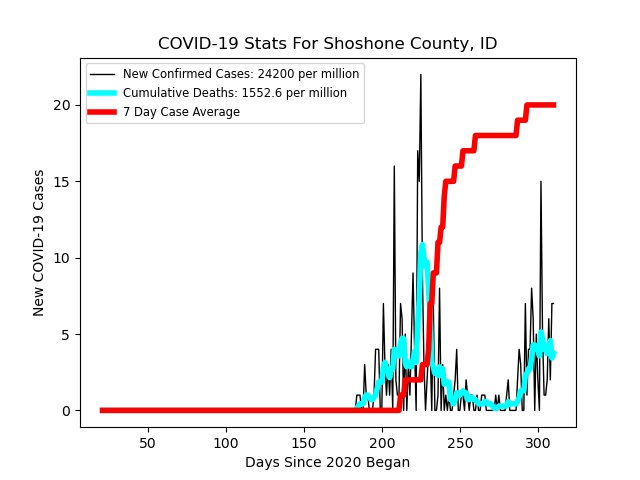 COVID-19 Stats For Shoshone County, ID
New Confirmed Cases: 24200 per million
Cumulative Deaths: 1552.6 per million
7 Day Case Average
New COVID-19 Cases
20
15
10
5
0
50 100 150 200 250 300
Days Since 2020 Began